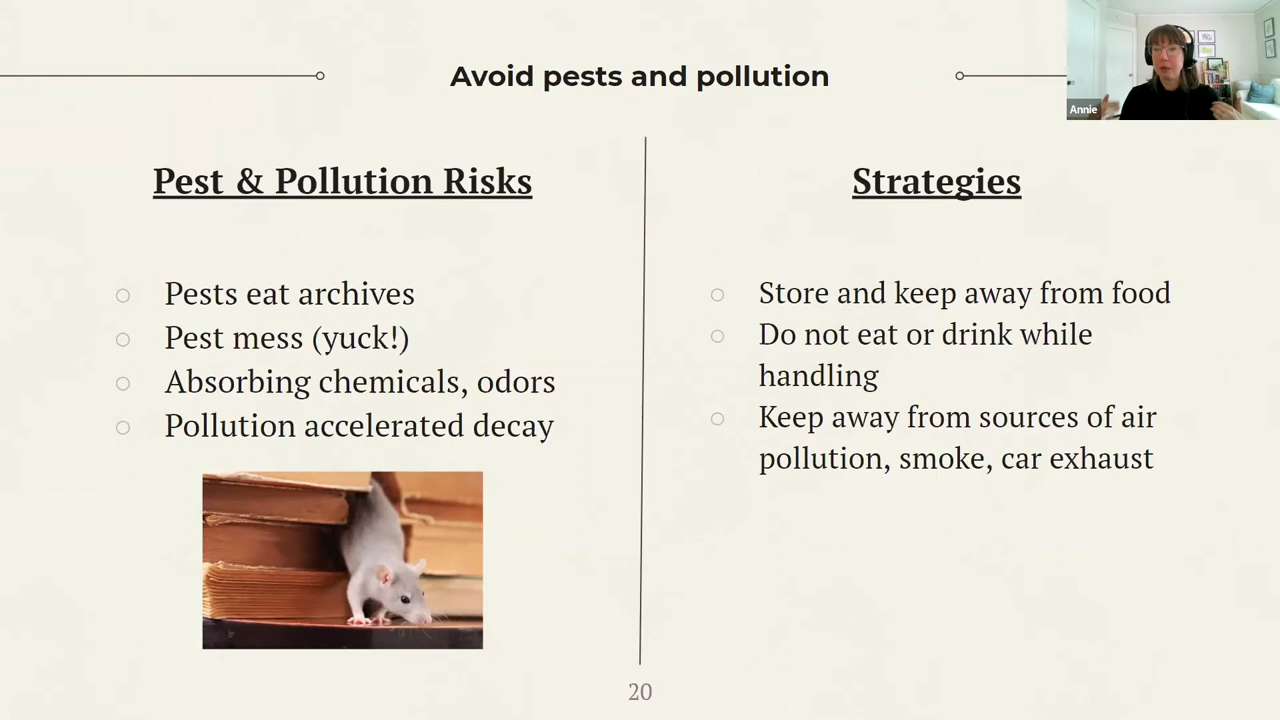 Avoid pests and pollution
Annie
Pest & Pollution Risks
Pests eat archives
Pest mess (yuck!)
Absorbing chemicals, odors
Pollution accelerated decay
Strategies
Store and keep away from food
Do not eat or drink while
handling
Keep away from sources of air
pollution, smoke, car exhaust
20